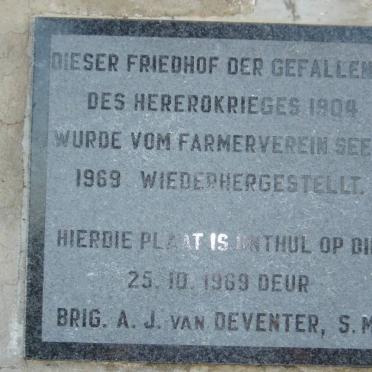 DIESER FRIEDHOF DER GEFALLEN
DES HEREROKRIEGES 1904
WURDE VOM FARMERVEREIN SEE
1969 WIEDERHERGESTELLT.
HIERDIE PLAAT IS ONTHUL OP DI
25. 10. 1969 DEUR
BRIG. A. J. VAN DEVENTER, S. M